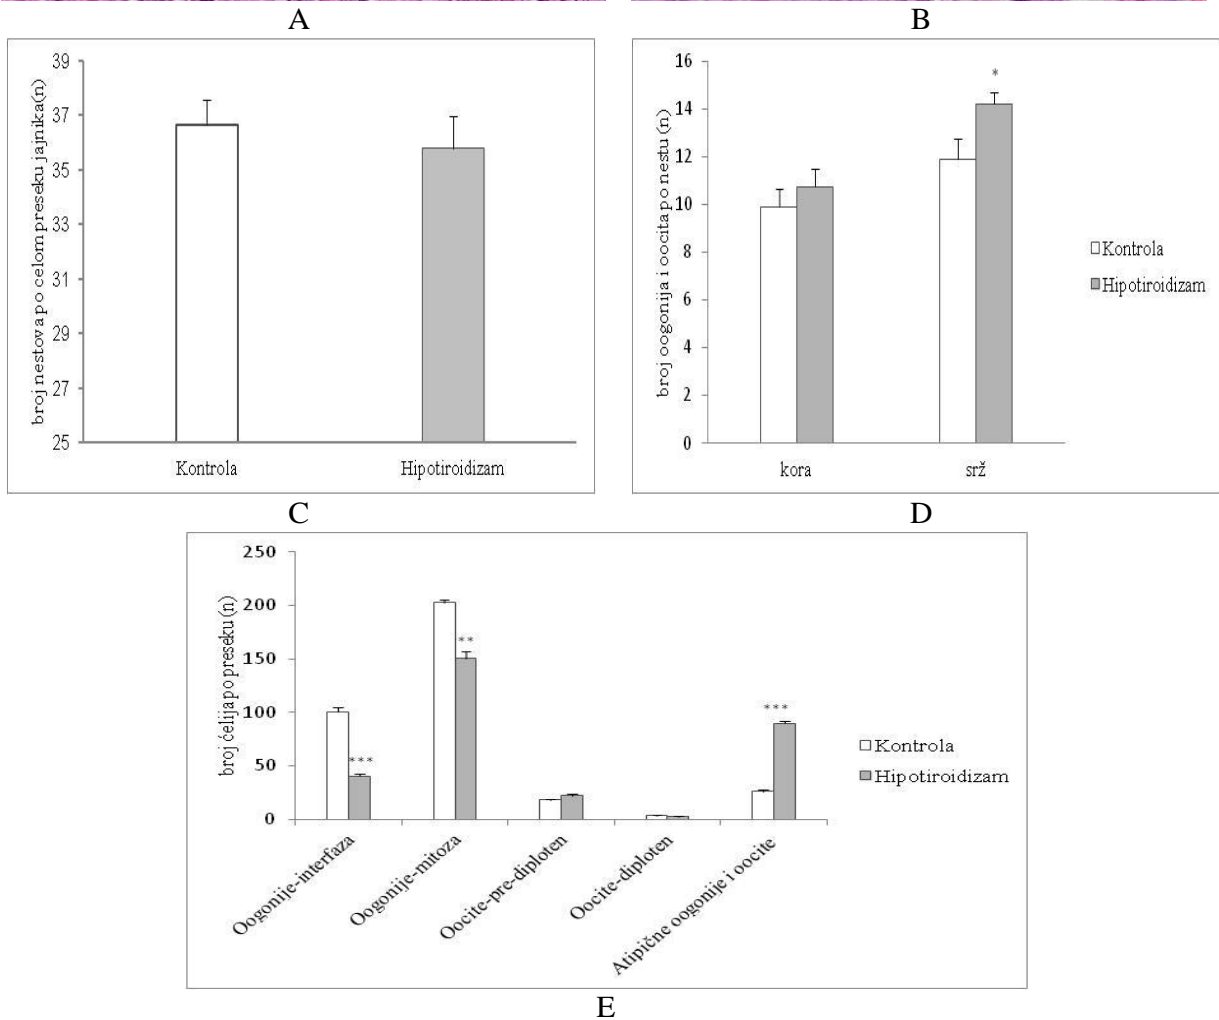 A
B
broj nestova po celom preseku jajnika(n)
39
37
35
33
31
29
27
25
Kontrola
Hipotiroidizam
C
broj oogonija i oocita po nestu (n)
16
14
12
10
8
6
4
2
0
*
kora
srž
Kontrola
Hipotiroidizam
D
broj ćelija po preseku (n)
250
200
150
100
50
0
***
**
***
Oogonije-interfaza
Oogonije-mitoza
Oocite-pre-diploten
Oocite-diploten
Atipične oogonije i oocite
Kontrola
Hipotiroidizam
E